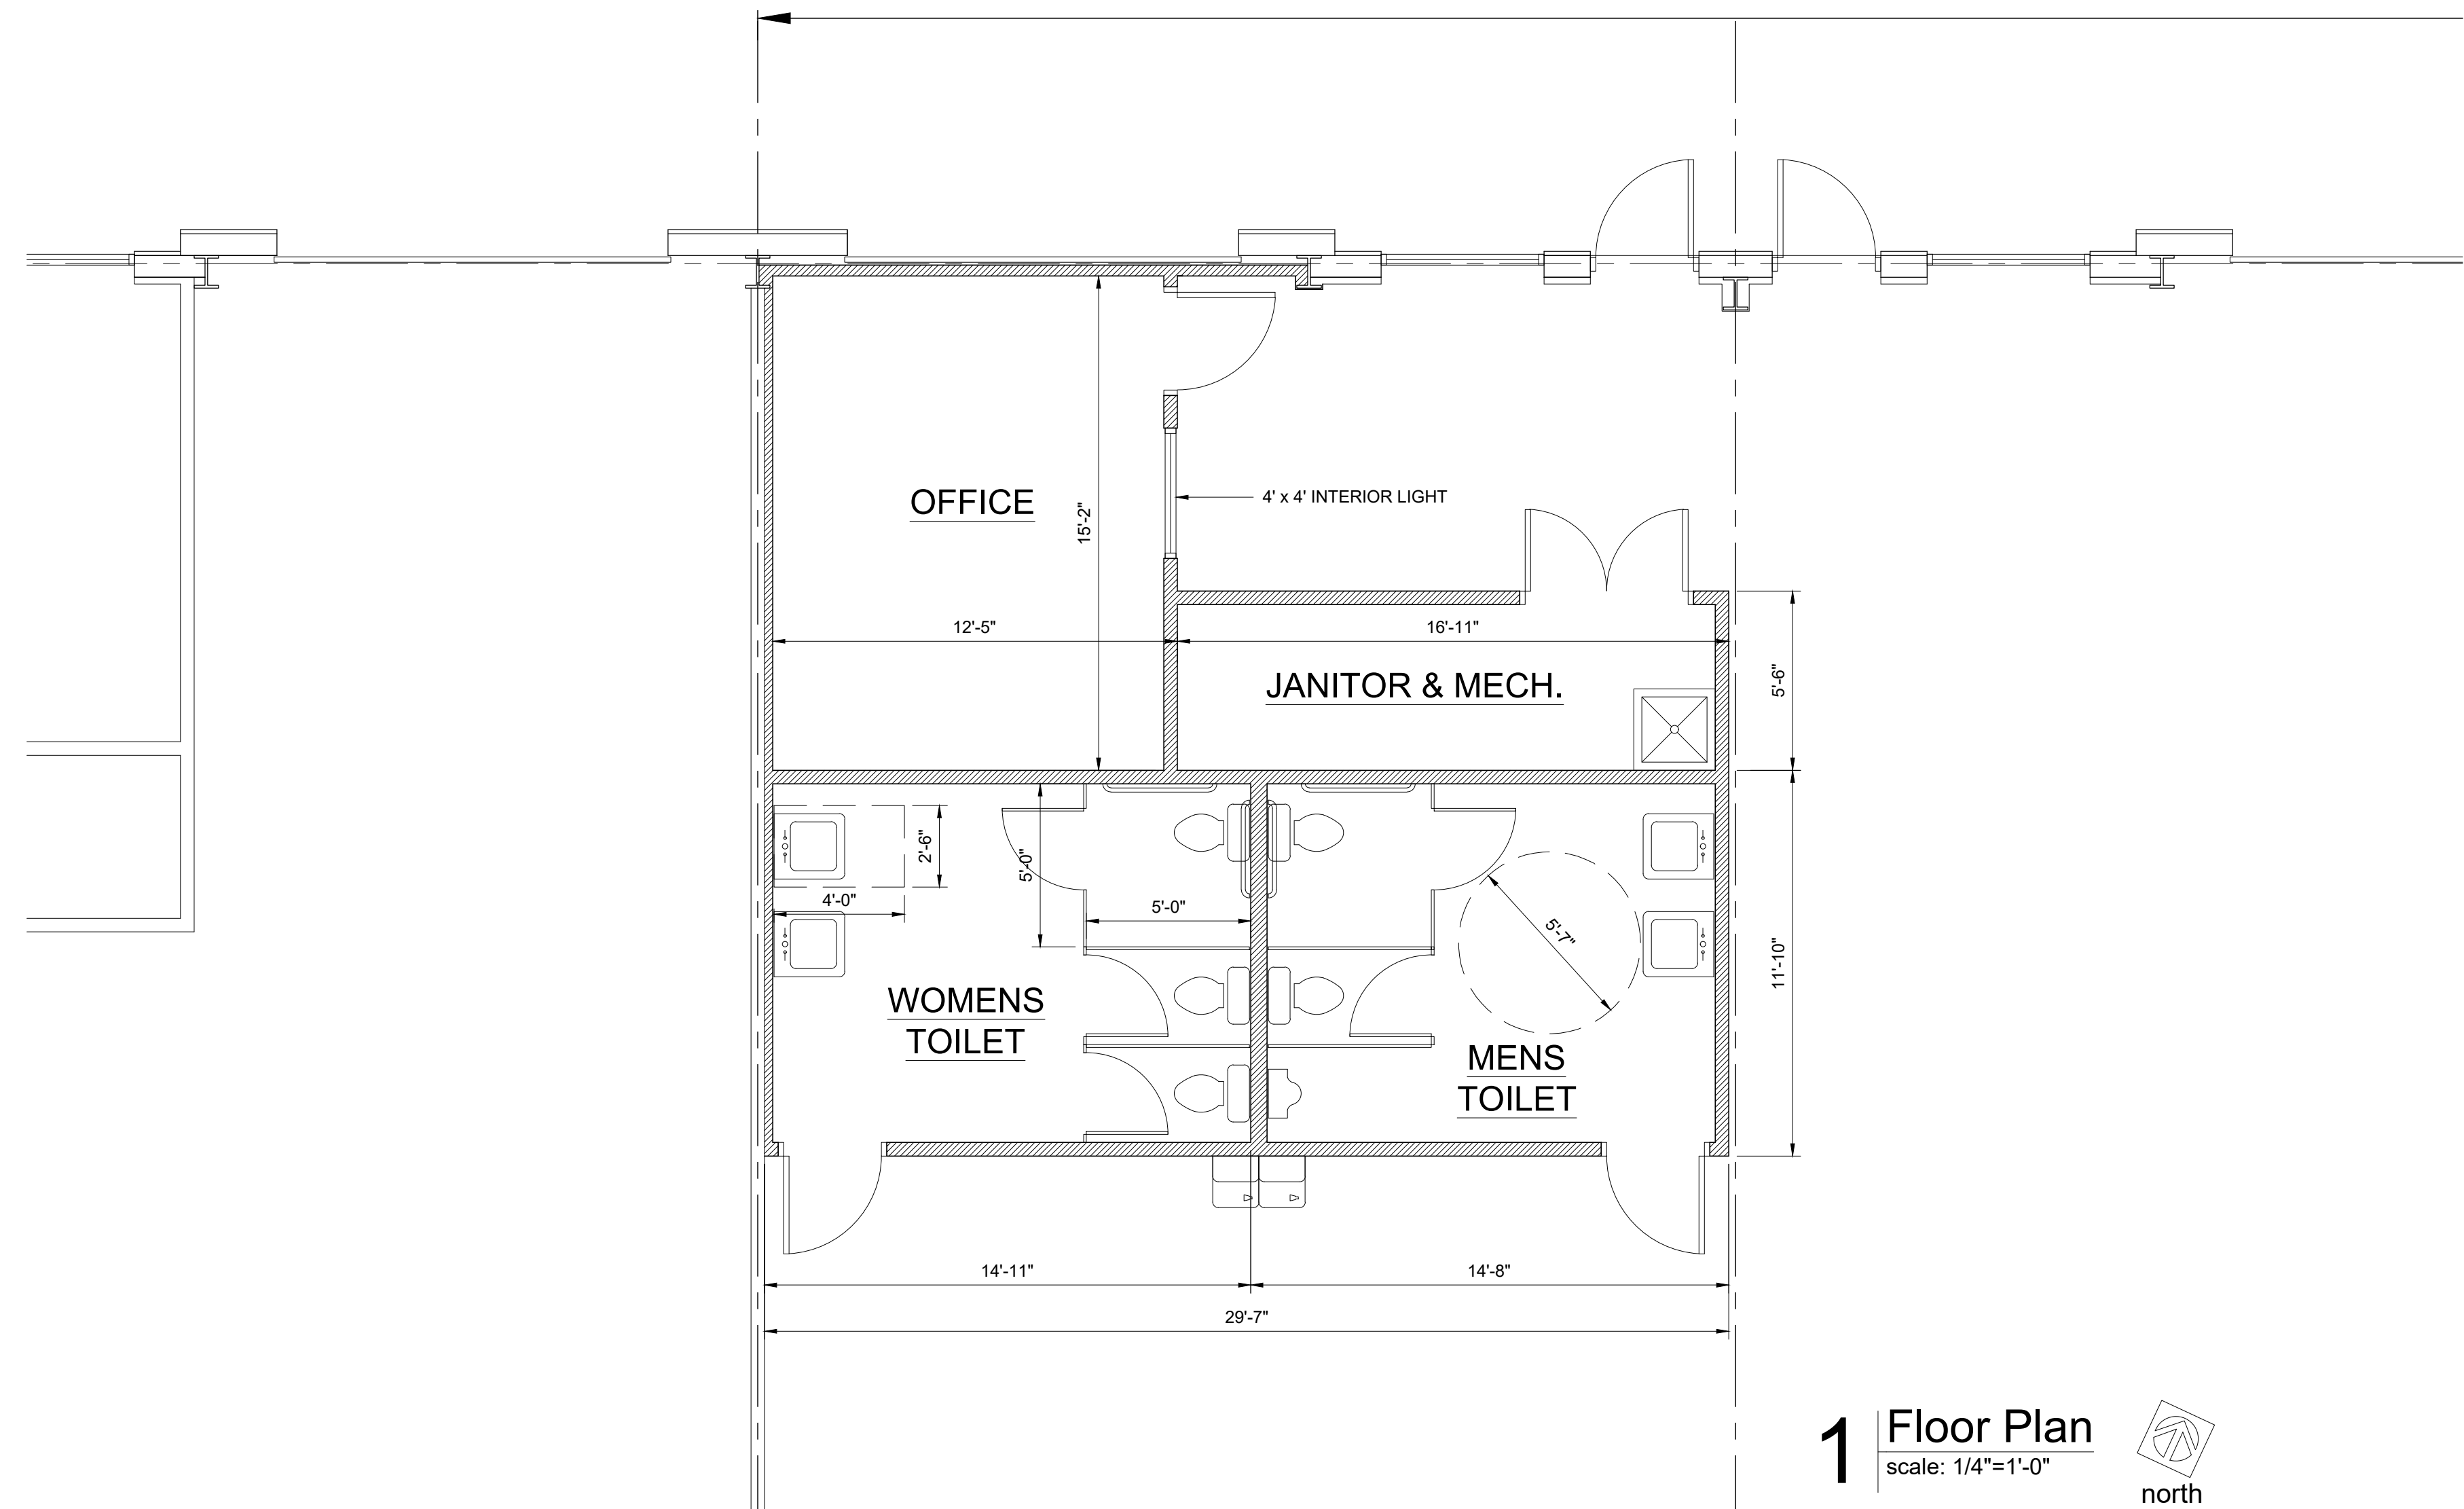 OFFICE
15'-2"
4' x 4' INTERIOR LIGHT
12'-5"
16'-11"
JANITOR & MECH.
5'-6"
2'-6"
5'-0"
4'-0"
5'-0"
5'-7"
11'-10"
WOMENS
TOILET
MENS
TOILET
14'-11"
14'-8"
29'-7"
1
Floor Plan
scale: 1/4"=1'-0"
north